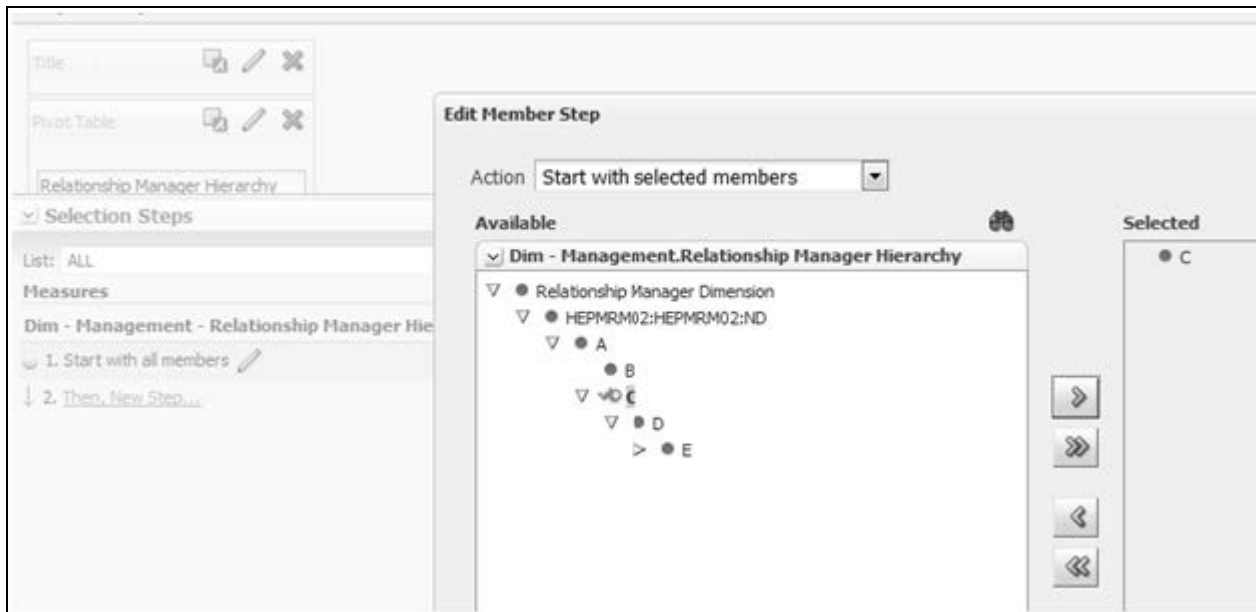 Title
Pivot Table
Relationship Manager Hierarchy
Selection Steps
List: ALL
Measures
Dim - Management - Relationship Manager Hie
1. Start with all members
2. Then, New Step...
Edit Member Step
Action Start with selected members
Available
Selected
Dim - Management.Relationship Manager Hierarchy
Relationship Manager Dimension
HEPMRM02:HEPMRM02:ND
A
B
C
D
E
C